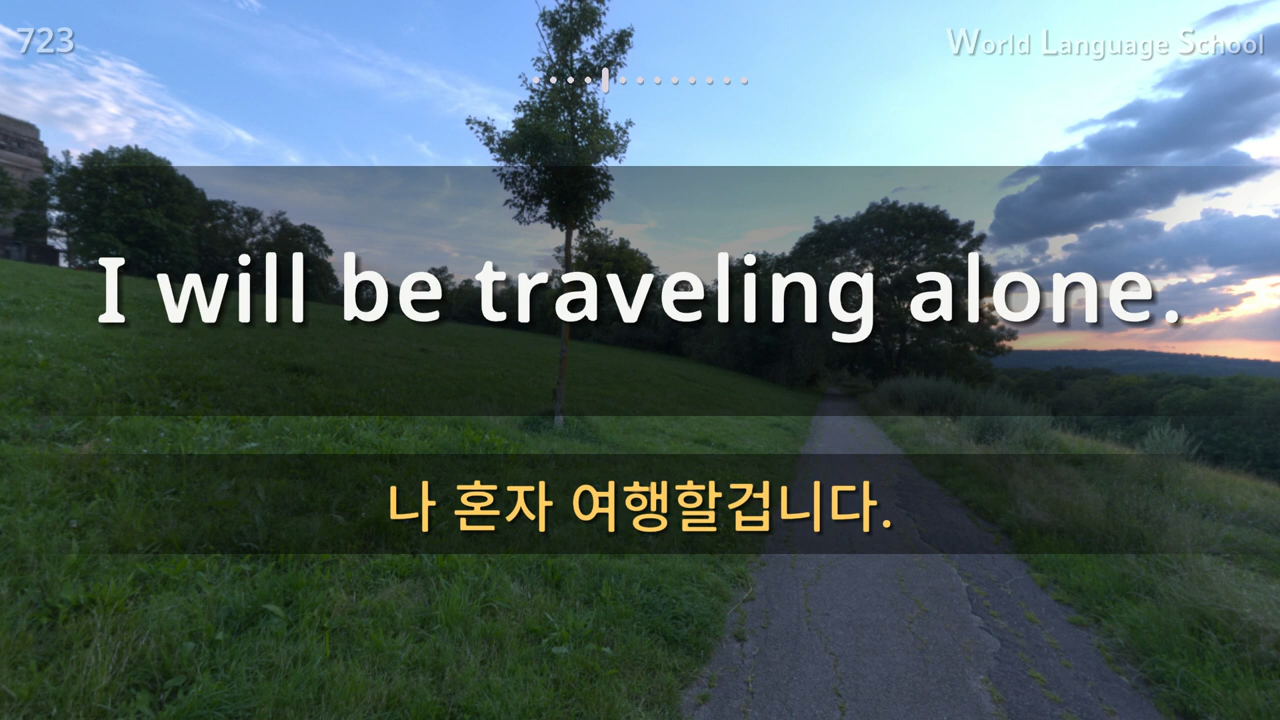 723
World Language School
I will be traveling alone.
나 혼자 여행할겁니다.